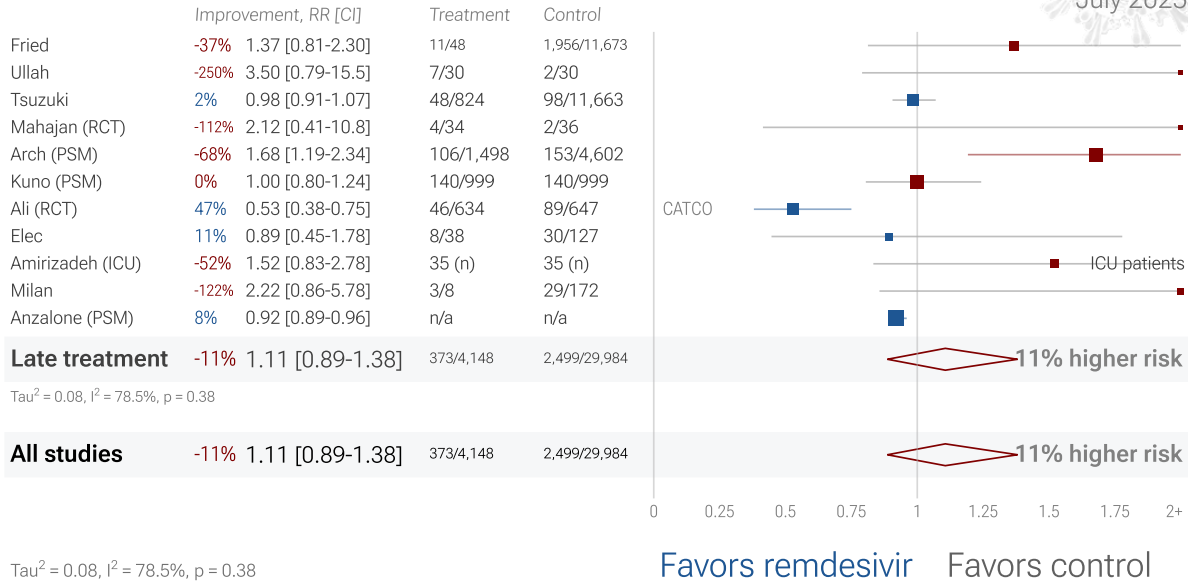 July 2023
Improvement, RR [CI] Treatment Control
Fried -37% 1.37 [0.81-2.30] 11/48 1,956/11,673
Ullah -250% 3.50 [0.79-15.5] 7/30 2/30
Tsuzuki 2% 0.98 [0.91-1.07] 48/824 98/11,663
Mahajan (RCT) -112% 2.12 [0.41-10.8] 4/34 2/36
Arch (PSM) -68% 1.68 [1.19-2.34] 106/1,498 153/4,602
Kuno (PSM) 0% 1.00 [0.80-1.24] 140/999 140/999
Ali (RCT) 47% 0.53 [0.38-0.75] 46/634 89/647 CATCO
Elec 11% 0.89 [0.45-1.78] 8/38 30/127
Amirizadeh (ICU) -52% 1.52 [0.83-2.78] 35 (n) 35 (n) ICU patients
Milan -122% 2.22 [0.86-5.78] 3/8 29/172
Anzalone (PSM) 8% 0.92 [0.89-0.96] n/a n/a
Late treatment -11% 1.11 [0.89-1.38] 373/4,148 2,499/29,984 11% higher risk
Tau² = 0.08, I² = 78.5%, p = 0.38
All studies -11% 1.11 [0.89-1.38] 373/4,148 2,499/29,984 11% higher risk
0 0.25 0.5 0.75 1 1.25 1.5 1.75 2+
Tau² = 0.08, I² = 78.5%, p = 0.38 Favors remdesivir Favors control